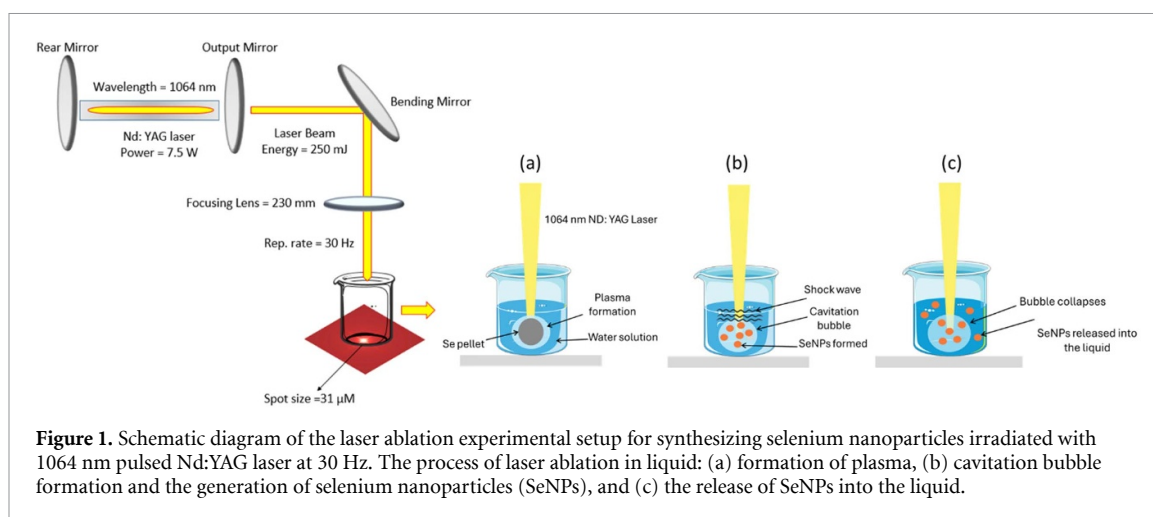 Rear Mirror
Output Mirror
Wavelength = 1064 nm
Bending Mirror
Nd: YAG laser
Power = 7.5 W
Laser Beam
Energy = 250 mJ
Focusing Lens = 230 mm
Rep. rate = 30 Hz
Spot size =31 µM
(a)
1064 nm ND: YAG Laser
Plasma
formation
Se pellet
Water solution
(b)
Shock wave
Cavitation
bubble
SeNPs formed
(c)
Bubble collapses
SeNPs released into
the liquid
Figure 1. Schematic diagram of the laser ablation experimental setup for synthesizing selenium nanoparticles irradiated with
1064 nm pulsed Nd:YAG laser at 30 Hz. The process of laser ablation in liquid: (a) formation of plasma, (b) cavitation bubble
formation and the generation of selenium nanoparticles (SeNPs), and (c) the release of SeNPs into the liquid.